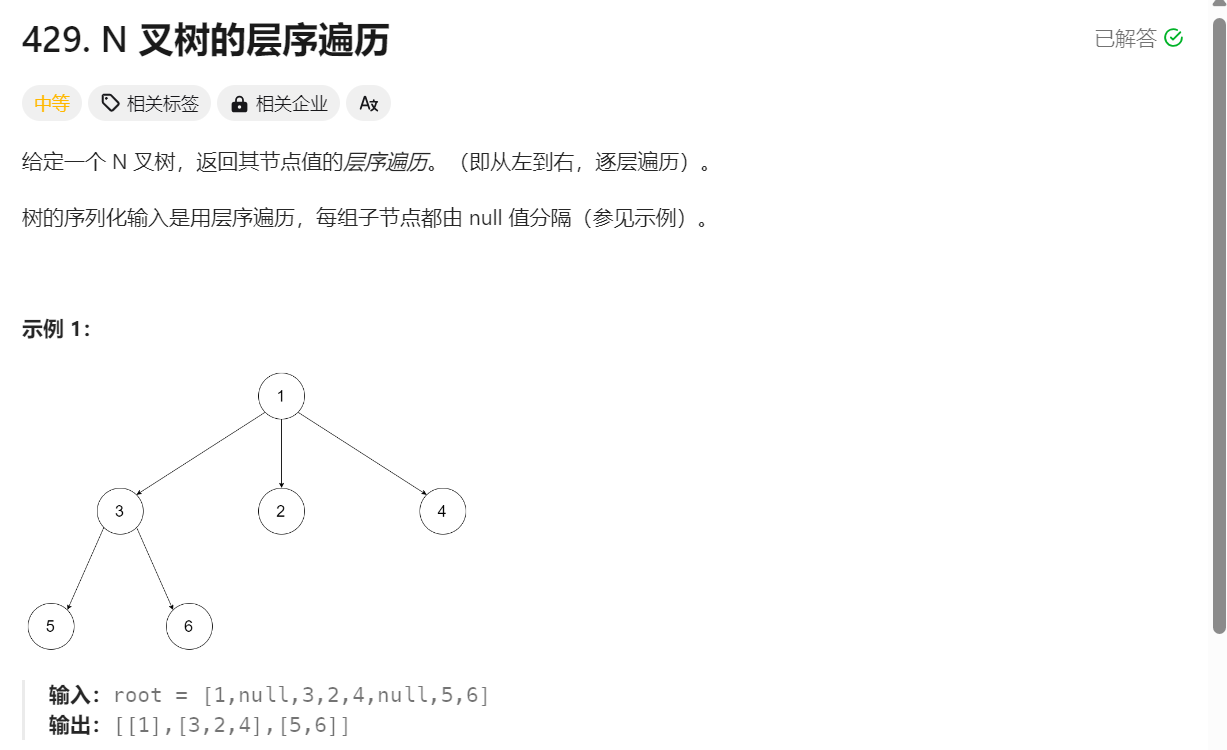 429. N 叉树的层序遍历
已解答
中等 相关标签 相关企业 A文
给定一个 N 叉树，返回其节点值的层序遍历。（即从左到右，逐层遍历）。
树的序列化输入是用层序遍历，每组子节点都由 null 值分隔（参见示例）。
示例 1：
1
3 2 4
5 6
输入：root = [1,null,3,2,4,null,5,6]
输出：[[1],[3,2,4],[5,6]]